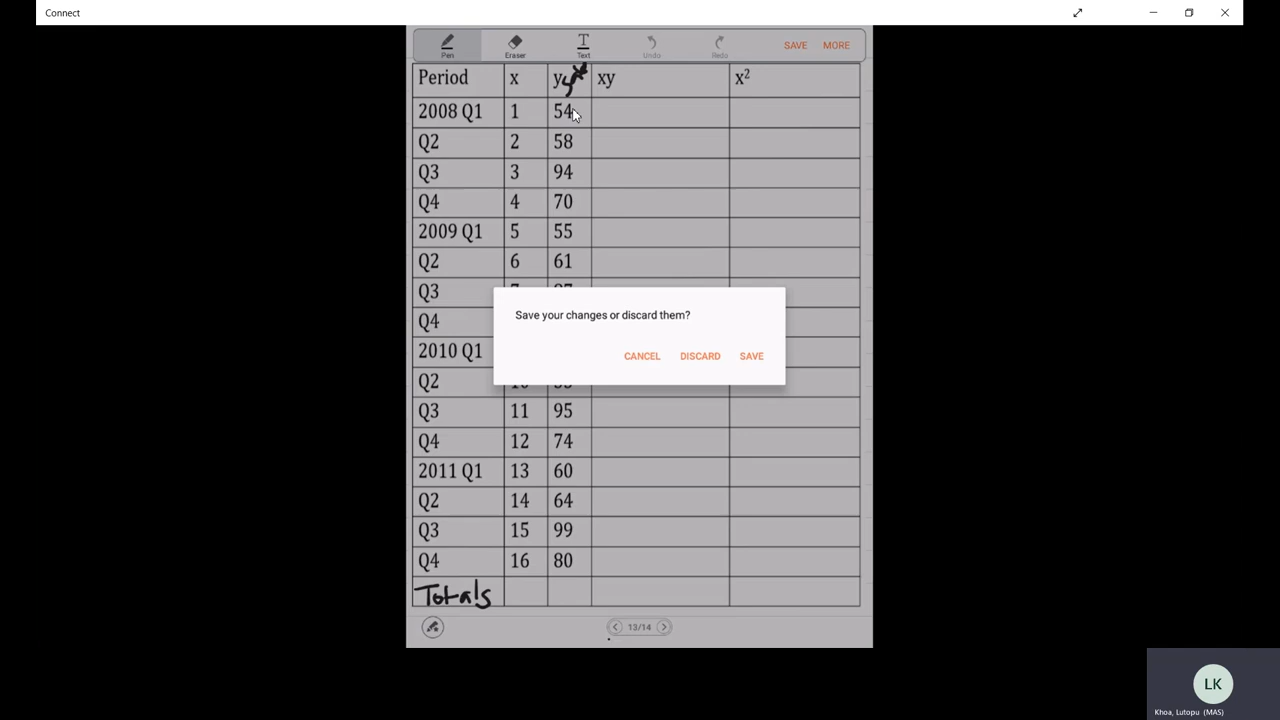 Connect
Pen Eraser Text Undo Redo SAVE MORE
Period x y y* xy x²
2008 Q1 1 54
Q2 2 58
Q3 3 94
Q4 4 70
2009 Q1 5 55
Q2 6 61
Q3
Q4
Save your changes or discard them?
2010 Q1
CANCEL DISCARD SAVE
Q2
Q3 11 95
Q4 12 74
2011 Q1 13 60
Q2 14 64
Q3 15 99
Q4 16 80
Totals
13/14
LK
Khoa, Lutopu (MAS)